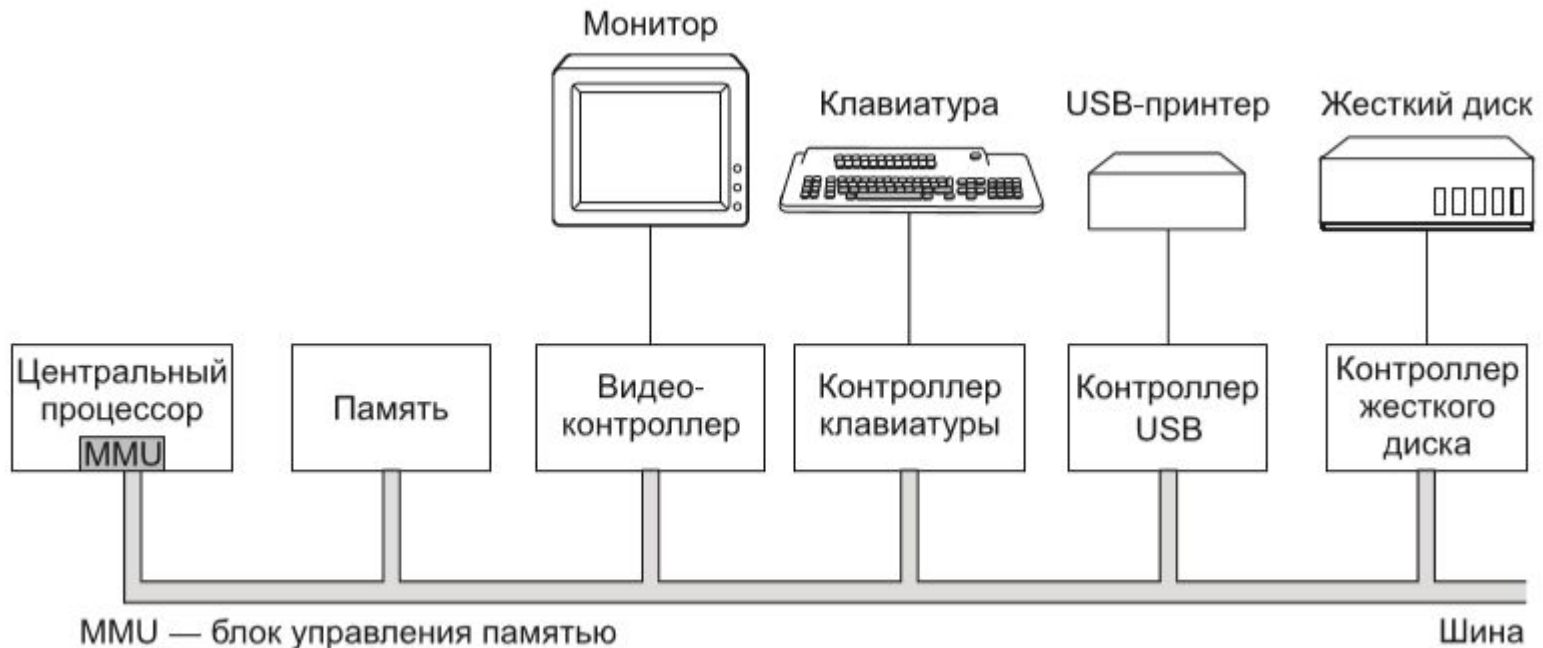 Монитор
Клавиатура
USB-принтер
Жесткий диск
Центральный
процессор
MMU
Память
Видео-
контроллер
Контроллер
клавиатуры
Контроллер
USB
Контроллер
жесткого
диска
MMU — блок управления памятью
Шина